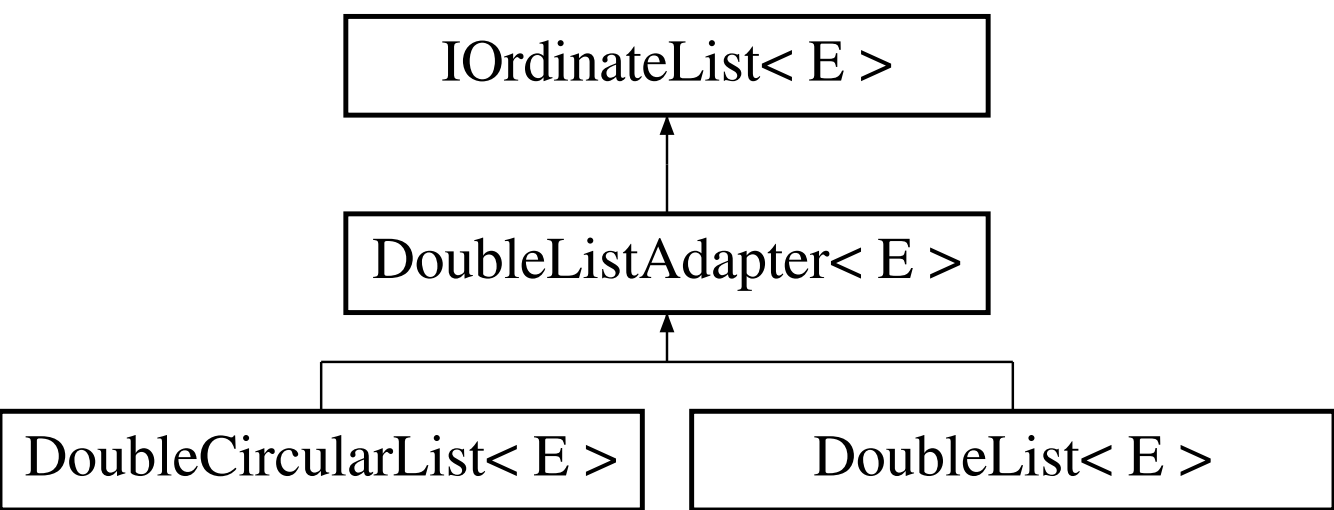 IOrdinateList< E >
DoubleListAdapter< E >
DoubleCircularList< E >
DoubleList< E >